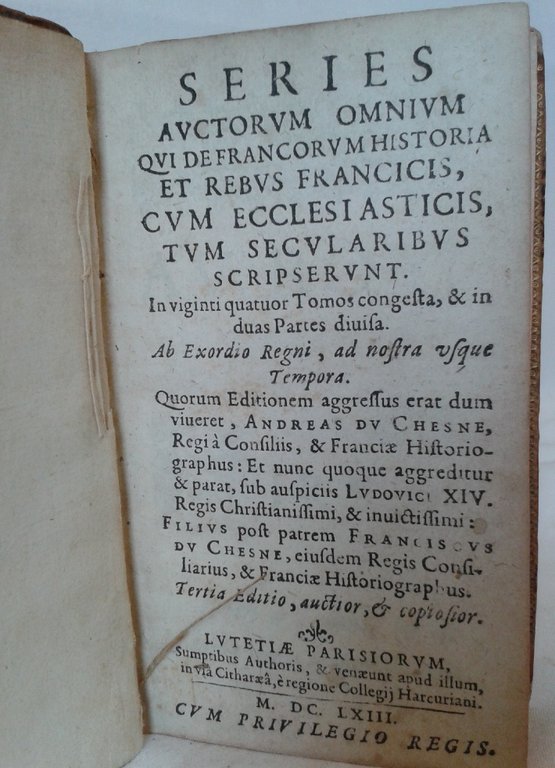 SERIES
AVCTORVM OMNIVM
QVI DE FRANCORVM HISTORIA
ET REBVS FRANCICIS,
CVM ECCLESIASTICIS,
TVM SECVLARIBVS
SCRIPSERVNT.
In viginti quatuor Tomos congeſta, & in
duas Partes diuiſa.
Ab Exordio Regni, ad noſtra vſque
Tempora.
Quorum Editionem aggreſſus erat dum
viueret, ANDREAS DV CHESNE,
Regi à Conſiliis, & Franciæ Hiſtorio-
graphus: Et nunc quoque aggreditur
& parat, ſub auſpiciis LVDOVICI XIV.
Regis Chriſtianiſſimi, & inuictiſſimi:
FILIVS poſt patrem FRANCISCVS
DV CHESNE, eiuſdem Regis Conſi-
liarius, & Franciæ Hiſtoriographus.
Tertia Editio, auctior, & copioſior.
LVTETIÆ PARISIORVM,
Sumptibus Authoris, & venæunt apud illum,
in via Citharæâ, è regione Collegij Harcuriani.
M. DC. LXIII.
CVM PRIVILEGIO REGIS.